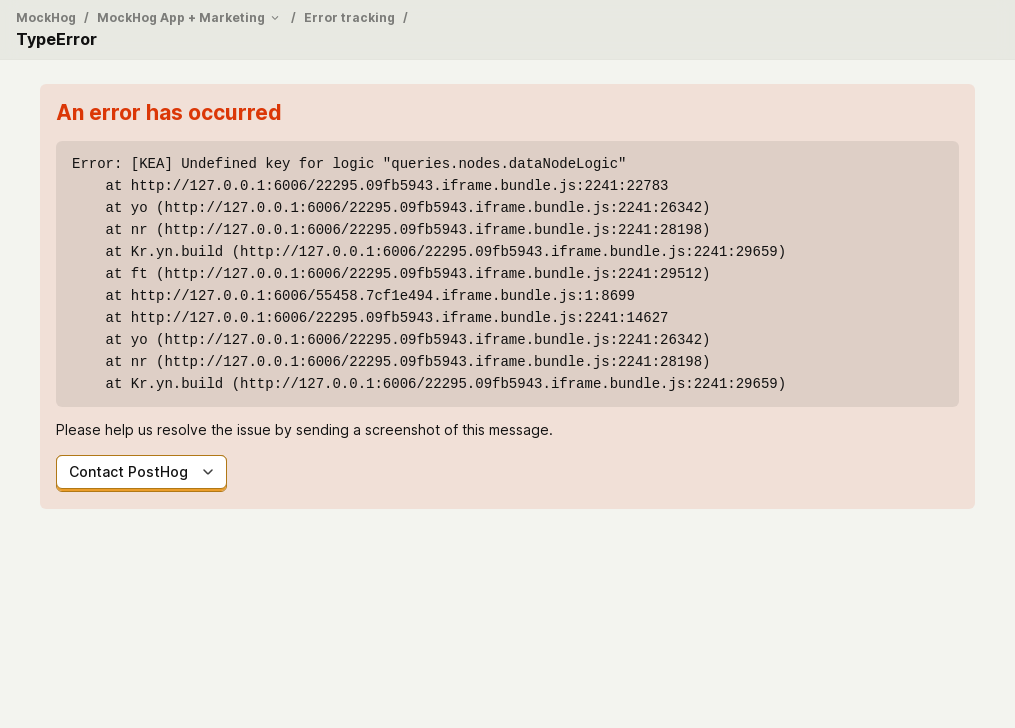 MockHog / MockHog App + Marketing / Error tracking /
TypeError
An error has occurred
Error: [KEA] Undefined key for logic "queries.nodes.dataNodeLogic"
    at http://127.0.0.1:6006/22295.09fb5943.iframe.bundle.js:2241:22783
    at yo (http://127.0.0.1:6006/22295.09fb5943.iframe.bundle.js:2241:26342)
    at nr (http://127.0.0.1:6006/22295.09fb5943.iframe.bundle.js:2241:28198)
    at Kr.yn.build (http://127.0.0.1:6006/22295.09fb5943.iframe.bundle.js:2241:29659)
    at ft (http://127.0.0.1:6006/22295.09fb5943.iframe.bundle.js:2241:29512)
    at http://127.0.0.1:6006/55458.7cf1e494.iframe.bundle.js:1:8699
    at http://127.0.0.1:6006/22295.09fb5943.iframe.bundle.js:2241:14627
    at yo (http://127.0.0.1:6006/22295.09fb5943.iframe.bundle.js:2241:26342)
    at nr (http://127.0.0.1:6006/22295.09fb5943.iframe.bundle.js:2241:28198)
    at Kr.yn.build (http://127.0.0.1:6006/22295.09fb5943.iframe.bundle.js:2241:29659)
Please help us resolve the issue by sending a screenshot of this message.
Contact PostHog